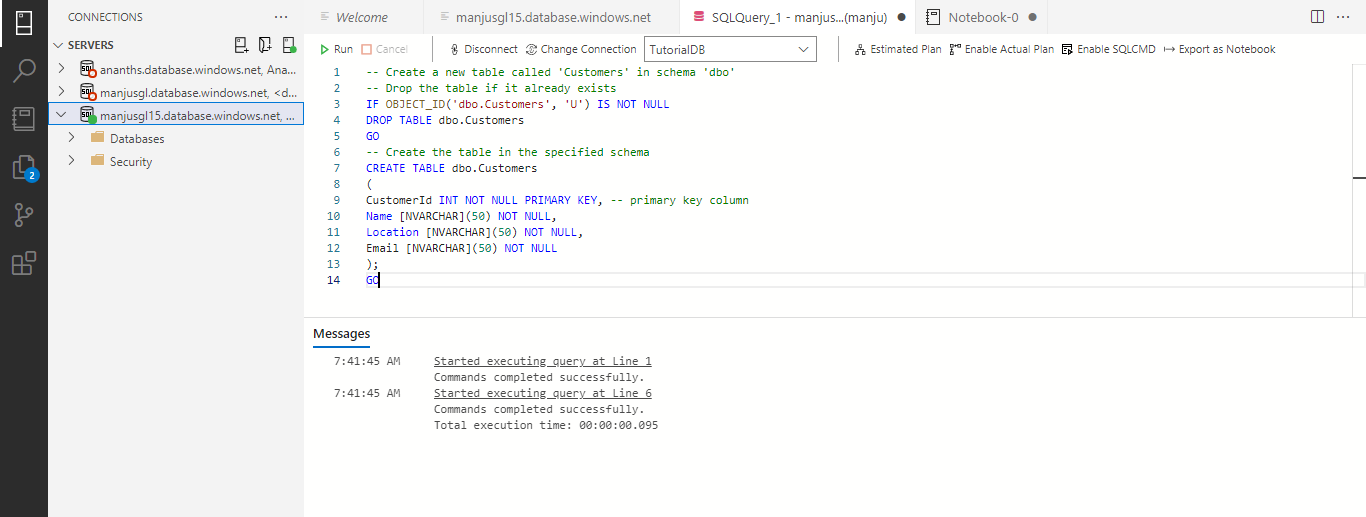 CONNECTIONS
SERVERS
ananths.database.windows.net, Ana...
manjusgl.database.windows.net, <d...
manjusgl15.database.windows.net, ...
Databases
Security
2
Welcome
manjusgl15.database.windows.net
SQLQuery_1 - manjus...(manju)
Notebook-0
Run
Cancel
Disconnect
Change Connection
TutorialDB
Estimated Plan
Enable Actual Plan
Enable SQLCMD
Export as Notebook
1 -- Create a new table called 'Customers' in schema 'dbo'
2 -- Drop the table if it already exists
3 IF OBJECT_ID('dbo.Customers', 'U') IS NOT NULL
4 DROP TABLE dbo.Customers
5 GO
6 -- Create the table in the specified schema
7 CREATE TABLE dbo.Customers
8 (
9 CustomerId INT NOT NULL PRIMARY KEY, -- primary key column
10 Name [NVARCHAR](50) NOT NULL,
11 Location [NVARCHAR](50) NOT NULL,
12 Email [NVARCHAR](50) NOT NULL
13 );
14 GO
Messages
7:41:45 AM Started executing query at Line 1
Commands completed successfully.
7:41:45 AM Started executing query at Line 6
Commands completed successfully.
Total execution time: 00:00:00.095